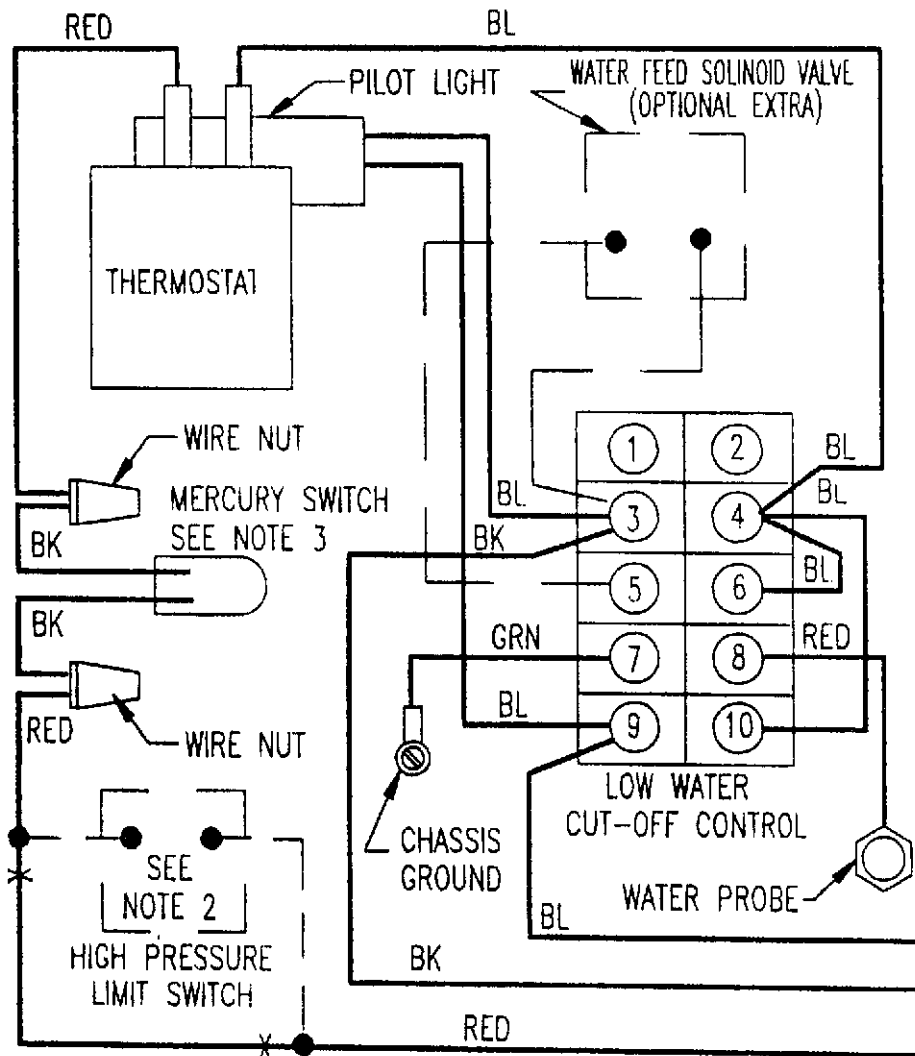 RED
BL
PILOT LIGHT
WATER FEED SOLINOID VALVE
(OPTIONAL EXTRA)
THERMOSTAT
WIRE NUT
MERCURY SWITCH
SEE NOTE 3
BK
BK
RED
WIRE NUT
SEE
NOTE 2
HIGH PRESSURE
LIMIT SWITCH
1
2
BL
BL
3
4
BL
BK
5
6
BL
GRN
7
8
RED
BL
9
10
LOW WATER
CUT-OFF CONTROL
CHASSIS
GROUND
WATER PROBE
BL
BK
RED